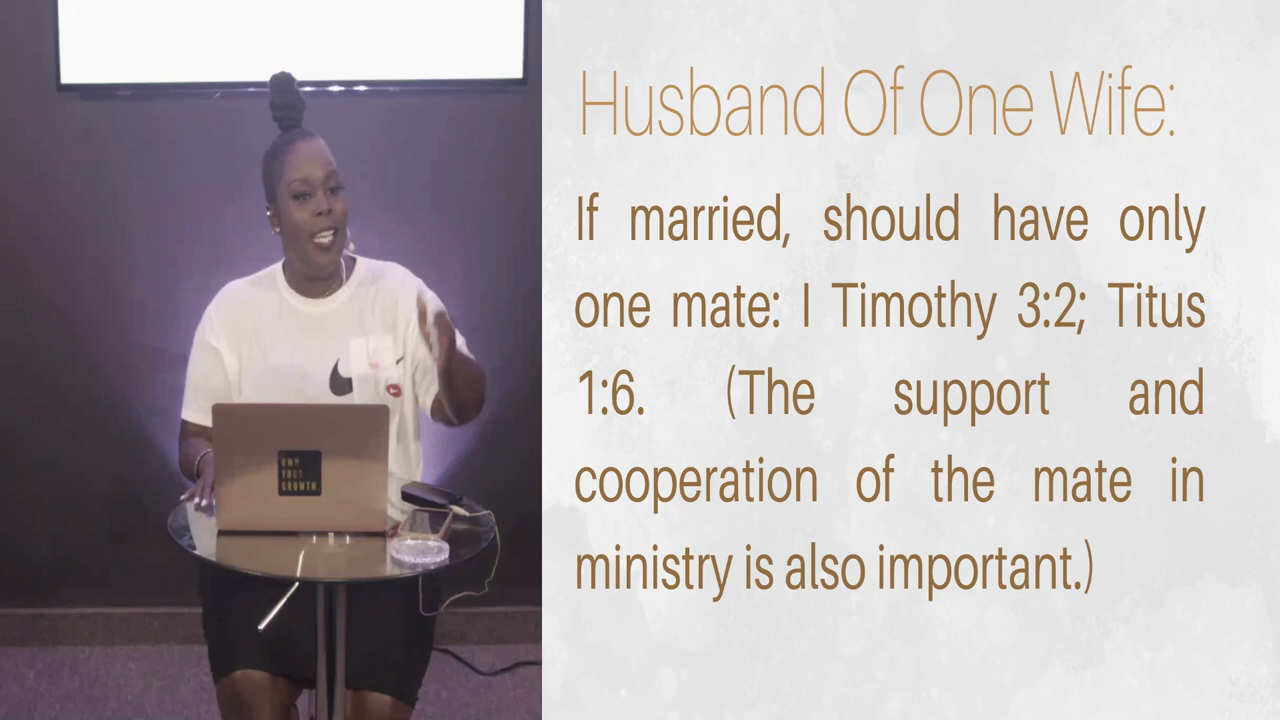 Husband Of One Wife:
If married, should have only
one mate: I Timothy 3:2; Titus
1:6. (The support and
cooperation of the mate in
ministry is also important.)
OWN
YOUR
GROWTH.